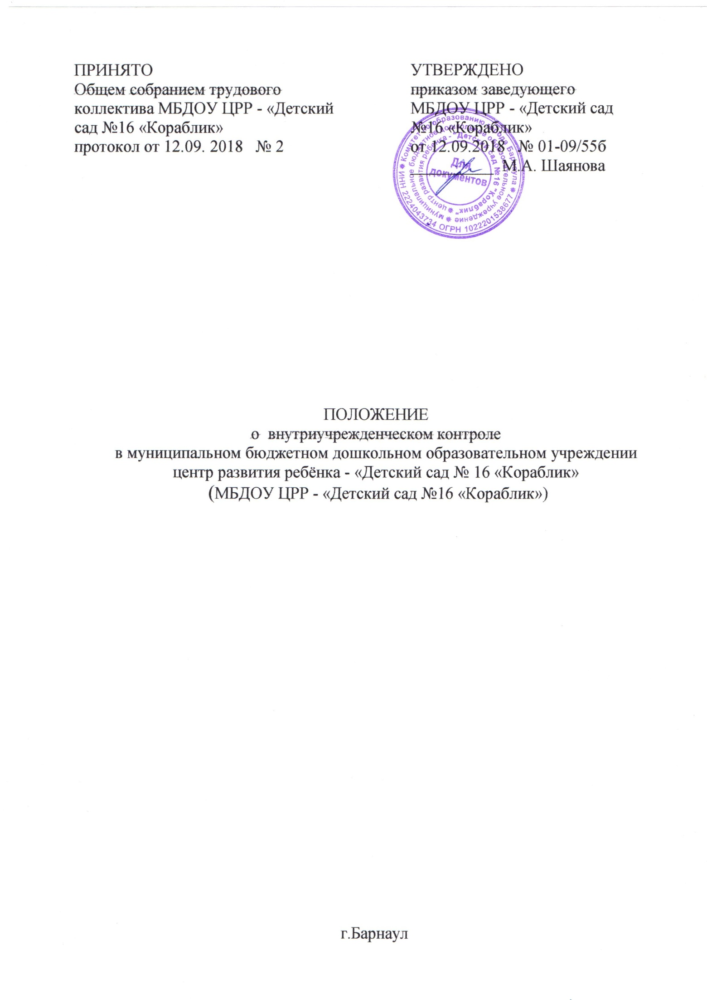 ПРИНЯТО
Общем собранием трудового
коллектива МБДОУ ЦРР - «Детский
сад №16 «Кораблик»
протокол от 12.09. 2018 № 2
УТВЕРЖДЕНО
приказом заведующего
МБДОУ ЦРР - «Детский сад
№16 «Кораблик»
от 12.09.2018 № 01-09/55б
М.А. Шаянова
✵ Комитет по образованию города Барнаула ✵
ИНН 2224043734 ОГРН 1022201538677
✵ муниципальное бюджетное дошкольное образовательное учреждение
✵ центр развития ребенка - "Детский сад №16 "Кораблик"
Для
документов
ПОЛОЖЕНИЕ
о внутриучрежденческом контроле
в муниципальном бюджетном дошкольном образовательном учреждении
центр развития ребёнка - «Детский сад № 16 «Кораблик»
(МБДОУ ЦРР - «Детский сад №16 «Кораблик»)
г.Барнаул